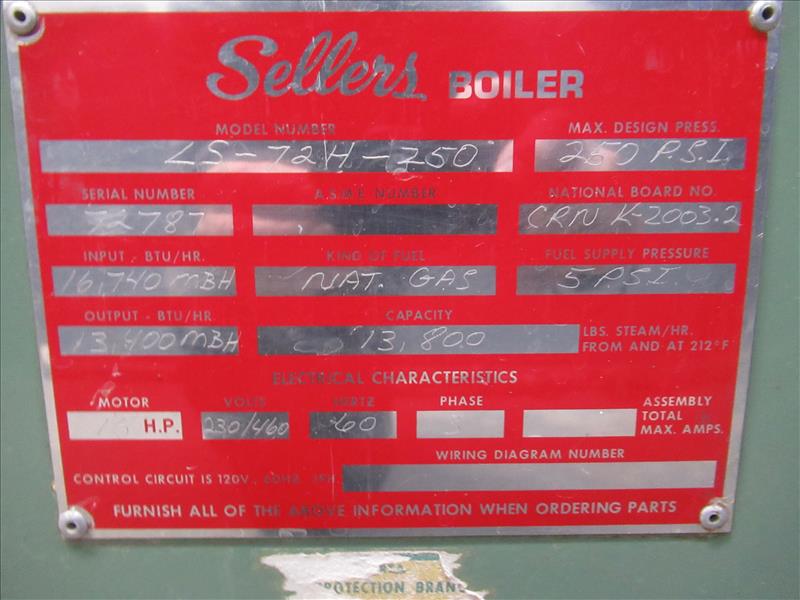 Sellers BOILER
MODEL NUMBER MAX. DESIGN PRESS.
LS-72H-250 250 P.S.I.
SERIAL NUMBER A.S.M.E. NUMBER NATIONAL BOARD NO.
72787 CRN K-2003.2
INPUT - BTU/HR. KIND OF FUEL FUEL SUPPLY PRESSURE
16,740 MBH NAT. GAS 5 P.S.I.
OUTPUT - BTU/HR. CAPACITY
13,400 MBH 13,800 LBS. STEAM/HR.
FROM AND AT 212°F
ELECTRICAL CHARACTERISTICS
MOTOR VOLTS HERTZ PHASE ASSEMBLY
H.P. 230/460 60 3 TOTAL
MAX. AMPS.
WIRING DIAGRAM NUMBER
CONTROL CIRCUIT IS 120V, 60HZ, 1PH.
FURNISH ALL OF THE ABOVE INFORMATION WHEN ORDERING PARTS
PROTECTION BRAN